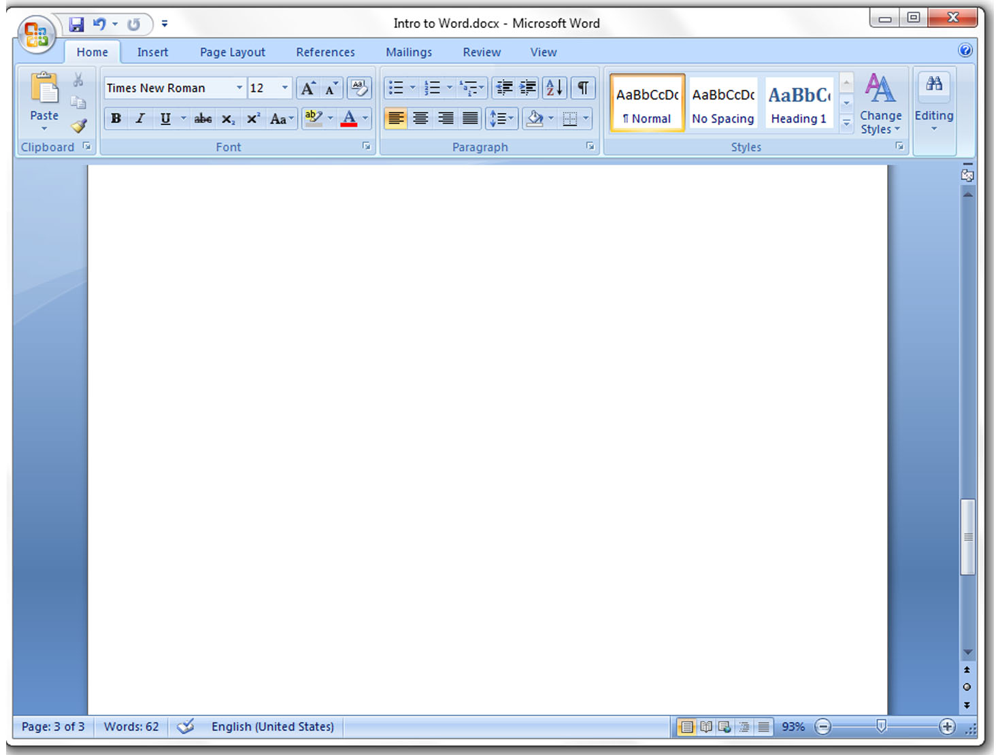 Intro to Word.docx - Microsoft Word
Home Insert Page Layout References Mailings Review View
Times New Roman 12 A A Aa
AaBbCcDc AaBbCcDc AaBbC
Paste
B I U abc x₂ x² Aa ab A
¶ Normal No Spacing Heading 1
Change Styles
Editing
Clipboard Font Paragraph Styles
Page: 3 of 3 Words: 62 English (United States) 93%